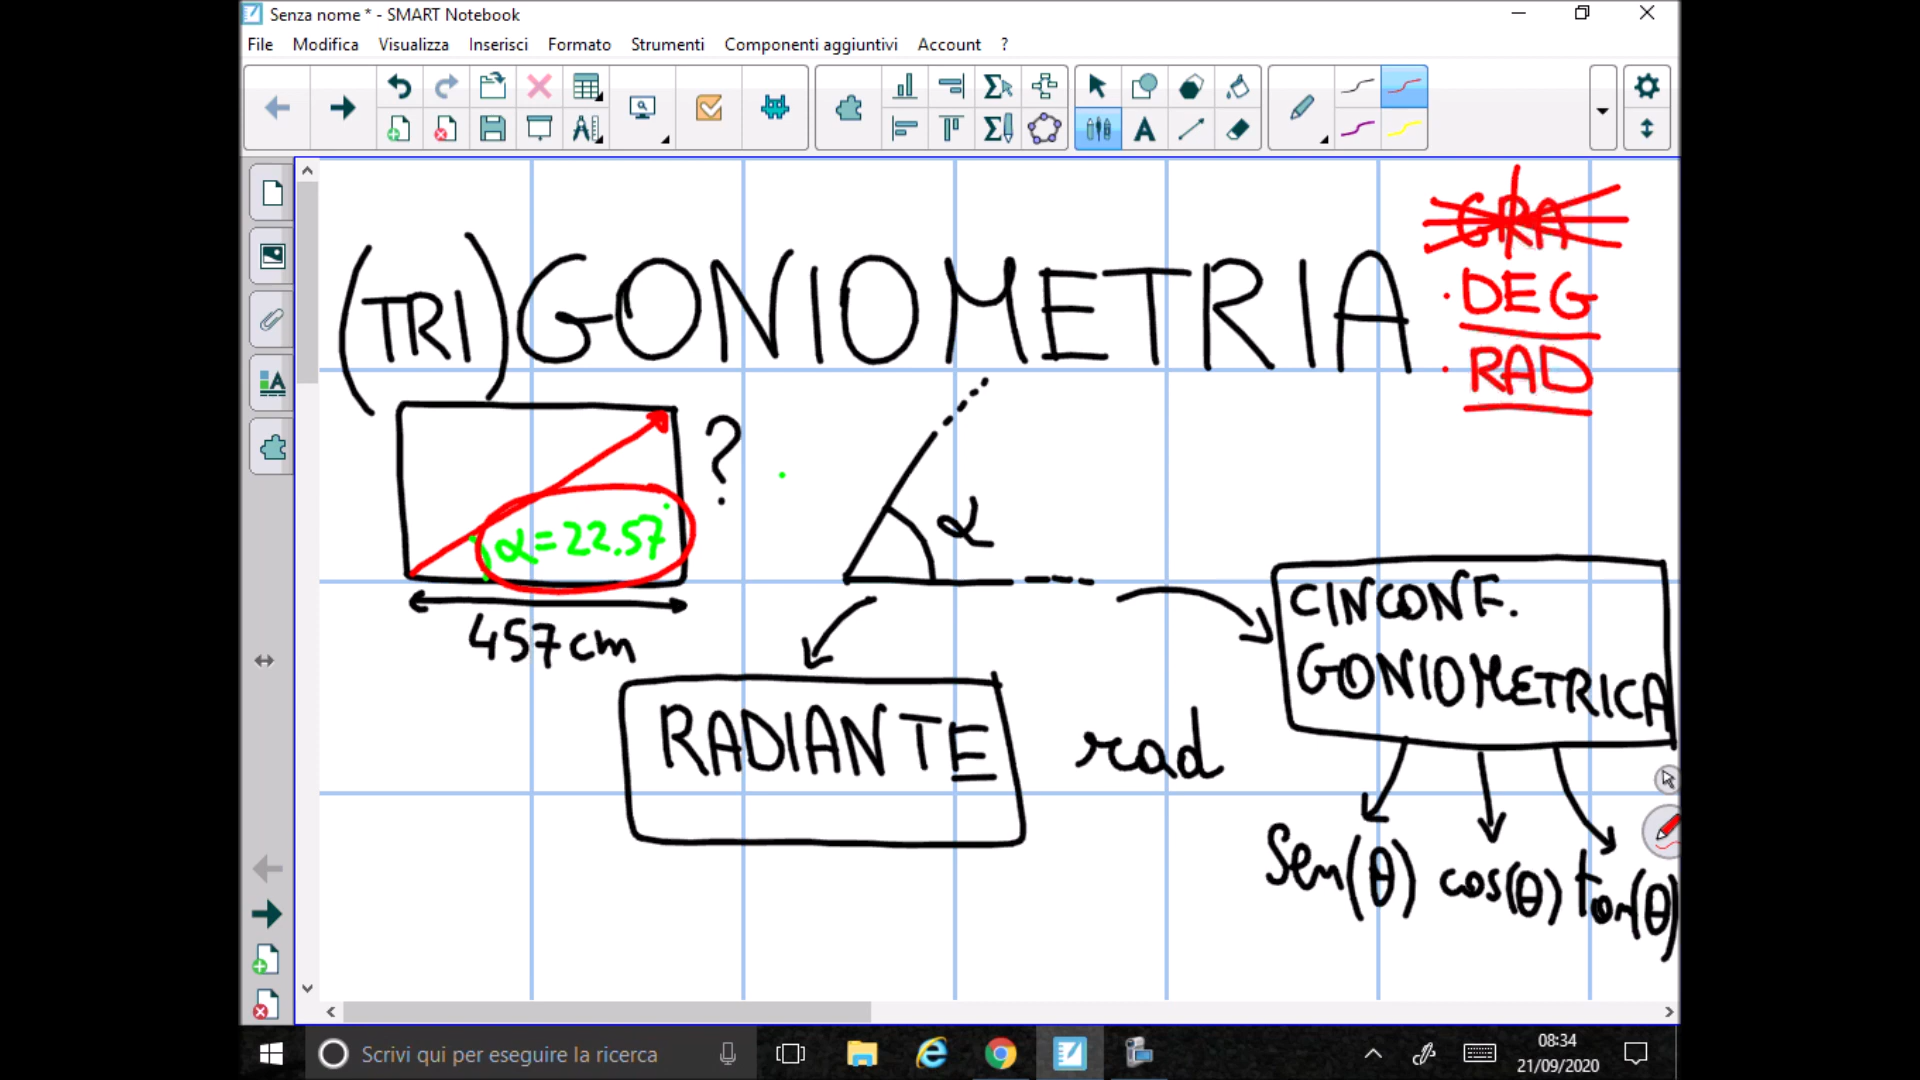 Senza nome * - SMART Notebook
File Modifica Visualizza Inserisci Formato Strumenti Componenti aggiuntivi Account ?
GRA
(TRI)GONIOMETRIA
• DEG
• RAD
?
α=22.57°
α
457cm
CINCONF.
GONIOMETRICA
RADIANTE
rad
Sen(θ) cos(θ) tan(θ)
Scrivi qui per eseguire la ricerca
08:34
21/09/2020